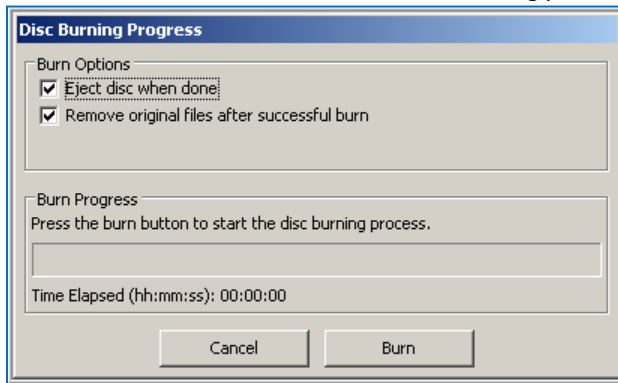 Disc Burning Progress
Burn Options
Eject disc when done
Remove original files after successful burn
Burn Progress
Press the burn button to start the disc burning process.
Time Elapsed (hh:mm:ss): 00:00:00
Cancel Burn